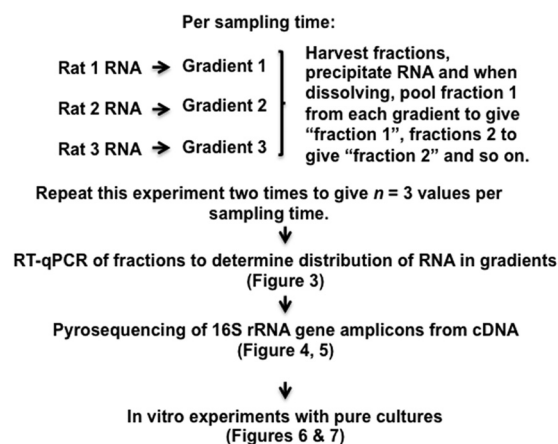 Per sampling time:
Rat 1 RNA → Gradient 1
Rat 2 RNA → Gradient 2
Rat 3 RNA → Gradient 3
Harvest fractions,
precipitate RNA and when
dissolving, pool fraction 1
from each gradient to give
“fraction 1”, fractions 2 to
give “fraction 2” and so on.
Repeat this experiment two times to give n = 3 values per
sampling time.
RT-qPCR of fractions to determine distribution of RNA in gradients
(Figure 3)
Pyrosequencing of 16S rRNA gene amplicons from cDNA
(Figure 4, 5)
In vitro experiments with pure cultures
(Figures 6 & 7)